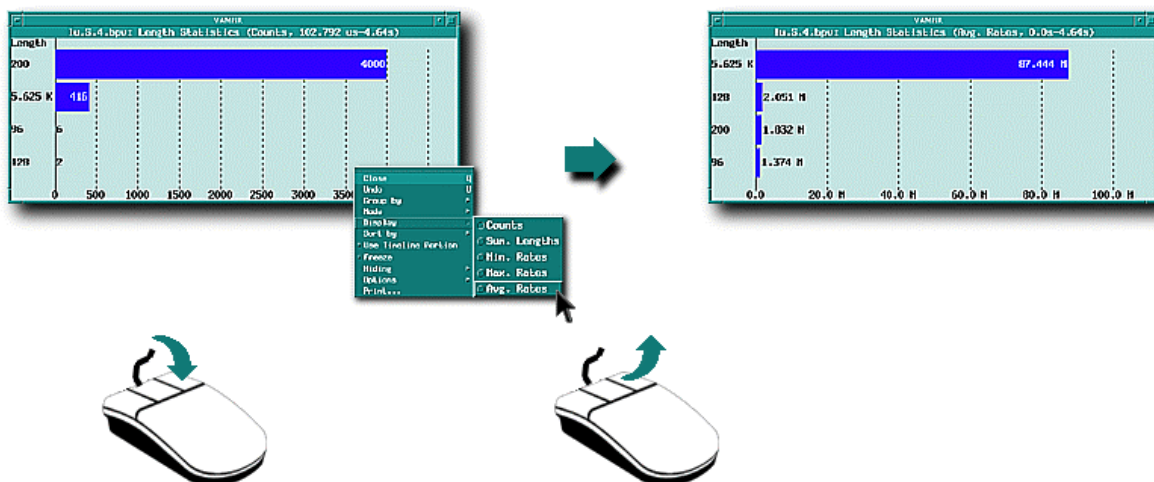 VAMPIR
lu.S.4.bpv: Length Statistics (Counts, 102.792 us-4.64s)
Length
200
4000
5.625 K
416
96
6
128
2
0 500 1000 1500 2000 2500 3000
Close Q
Undo U
Group by
Mode
Display
Sort by
Use Timeline Portion
Freeze
Hiding
Options
Print...
Counts
Sum. Lengths
Min. Rates
Max. Rates
Avg. Rates
VAMPIR
lu.S.4.bpv: Length Statistics (Avg. Rates, 0.0s-4.64s)
Length
5.625 K
87.444 M
128
2.051 M
200
1.832 M
96
1.374 M
0.0 20.0 M 40.0 M 60.0 M 80.0 M 100.0 M